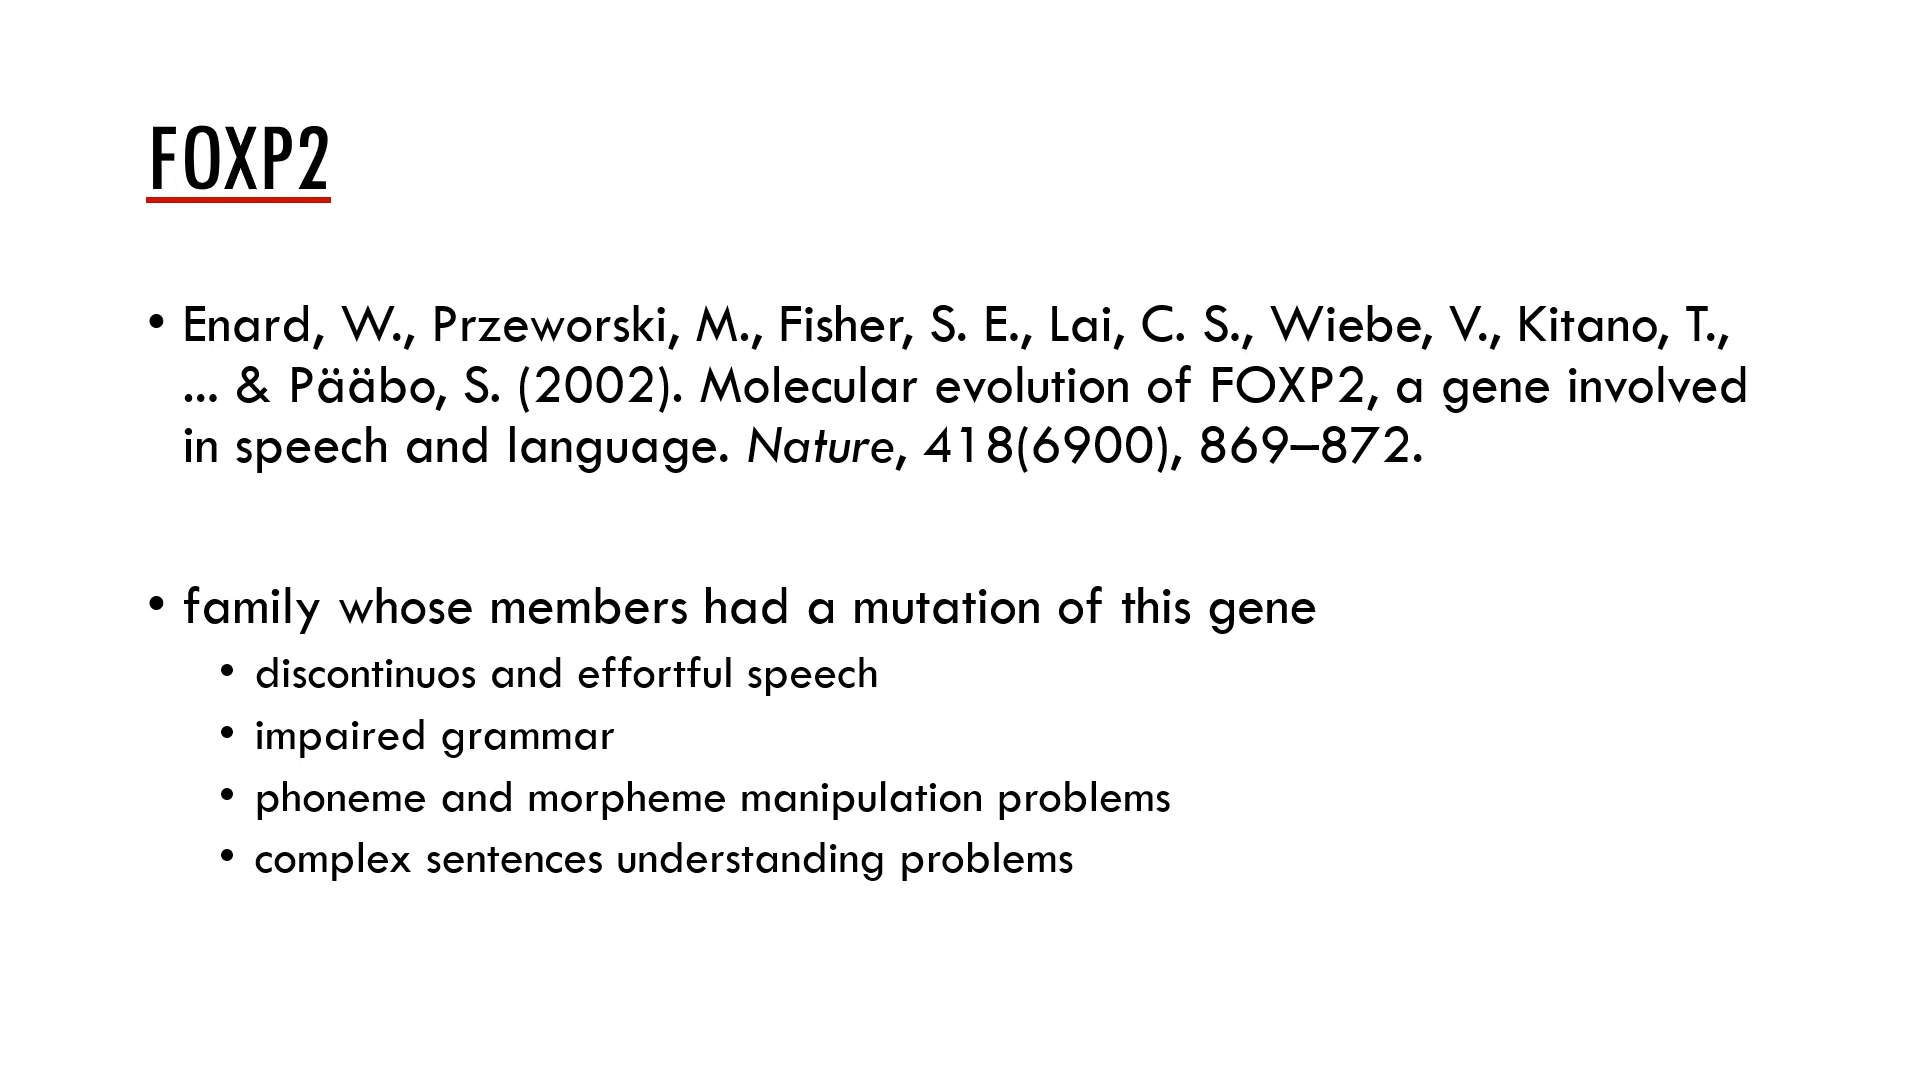 FOXP2
• Enard, W., Przeworski, M., Fisher, S. E., Lai, C. S., Wiebe, V., Kitano, T.,
... & Pääbo, S. (2002). Molecular evolution of FOXP2, a gene involved
in speech and language. Nature, 418(6900), 869–872.
• family whose members had a mutation of this gene
• discontinuos and effortful speech
• impaired grammar
• phoneme and morpheme manipulation problems
• complex sentences understanding problems